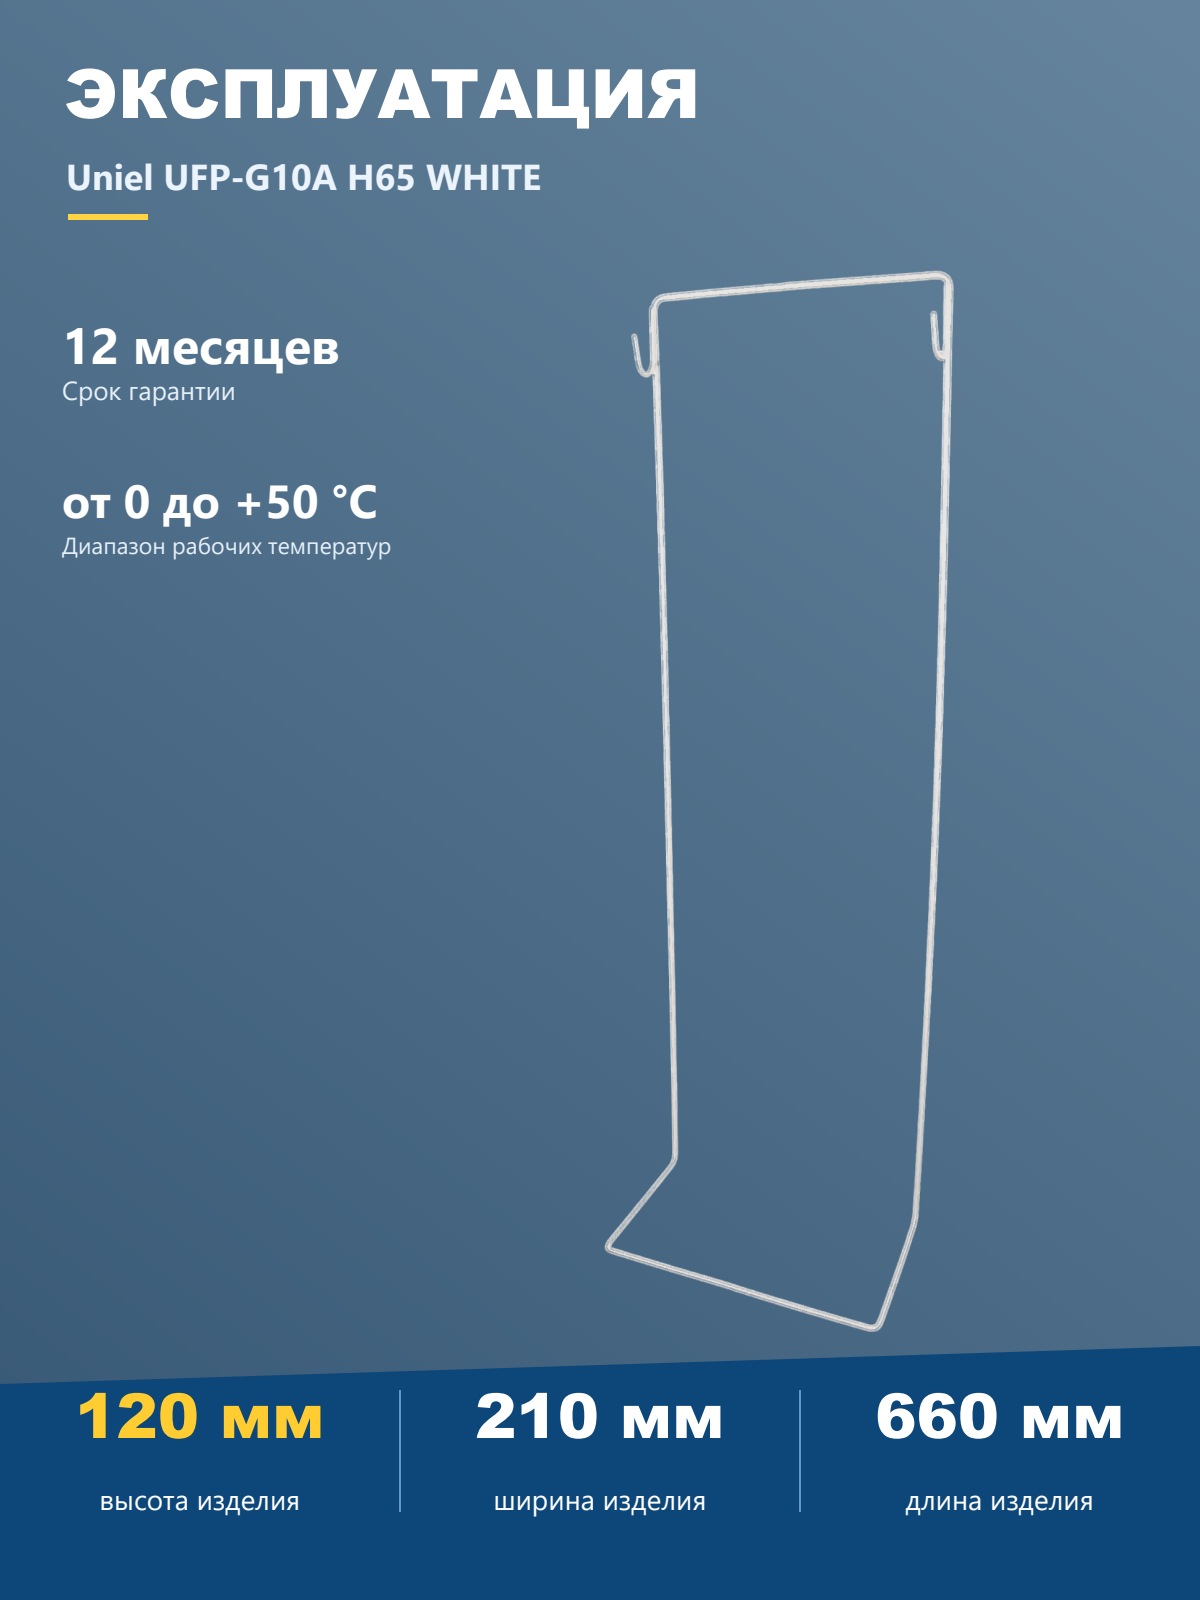 ЭКСПЛУАТАЦИЯ
Uniel UFP-G10A H65 WHITE
12 месяцев
Срок гарантии
от 0 до +50 °C
Диапазон рабочих температур
120 мм
высота изделия
210 мм
ширина изделия
660 мм
длина изделия